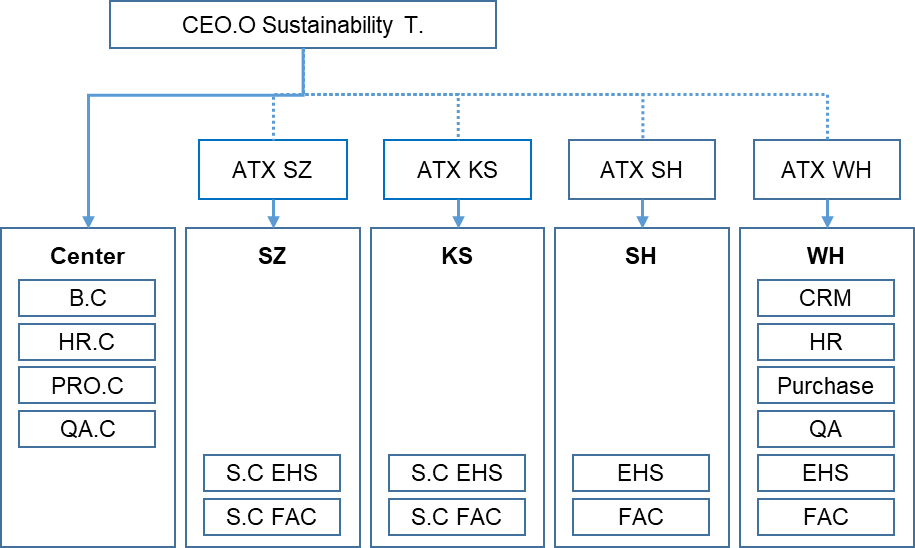 CEO.O Sustainability T.
ATX SZ
ATX KS
ATX SH
ATX WH
Center
B.C
HR.C
PRO.C
QA.C
SZ
S.C EHS
S.C FAC
KS
S.C EHS
S.C FAC
SH
EHS
FAC
WH
CRM
HR
Purchase
QA
EHS
FAC